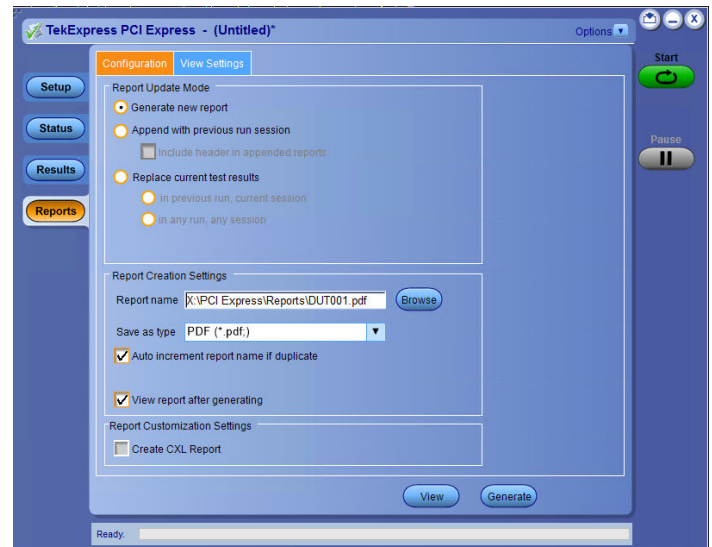 TekExpress PCI Express - (Untitled)*
Options
Start
Pause
Setup
Status
Results
Reports
Configuration
View Settings
Report Update Mode
Generate new report
Append with previous run session
Include header in appended reports
Replace current test results
In previous run, current session
In any run, any session
Report Creation Settings
Report name X:\PCI Express\Reports\DUT001.pdf Browse
Save as type PDF (*.pdf;)
Auto increment report name if duplicate
View report after generating
Report Customization Settings
Create CXL Report
View
Generate
Ready.